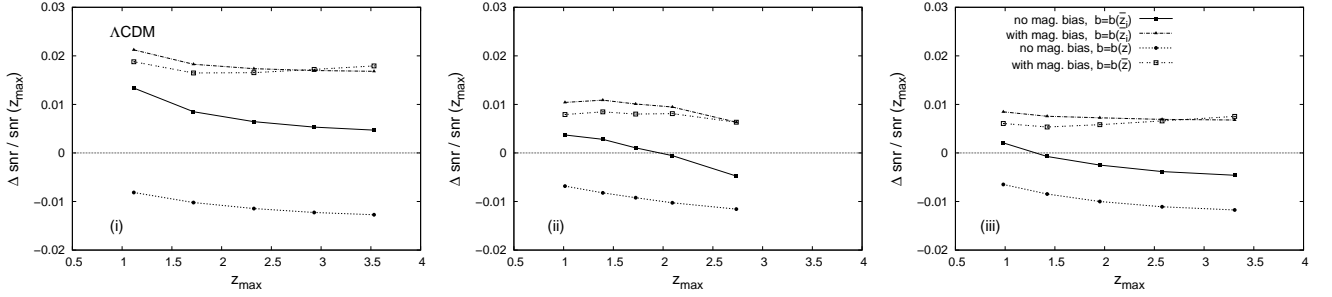 ΛCDM
0.03
0.02
0.01
0
−0.01
−0.02
Δ snr / snr (z_max)
(i)
0.5 1 1.5 2 2.5 3 3.5 4
z_max
0.03
0.02
0.01
0
−0.01
−0.02
Δ snr / snr (z_max)
(ii)
0.5 1 1.5 2 2.5 3 3.5 4
z_max
no mag. bias, b=b(z̄_i)
with mag. bias, b=b(z̄_i)
no mag. bias, b=b(z)
with mag. bias, b=b(z̄)
0.03
0.02
0.01
0
−0.01
−0.02
Δ snr / snr (z_max)
(iii)
0.5 1 1.5 2 2.5 3 3.5 4
z_max